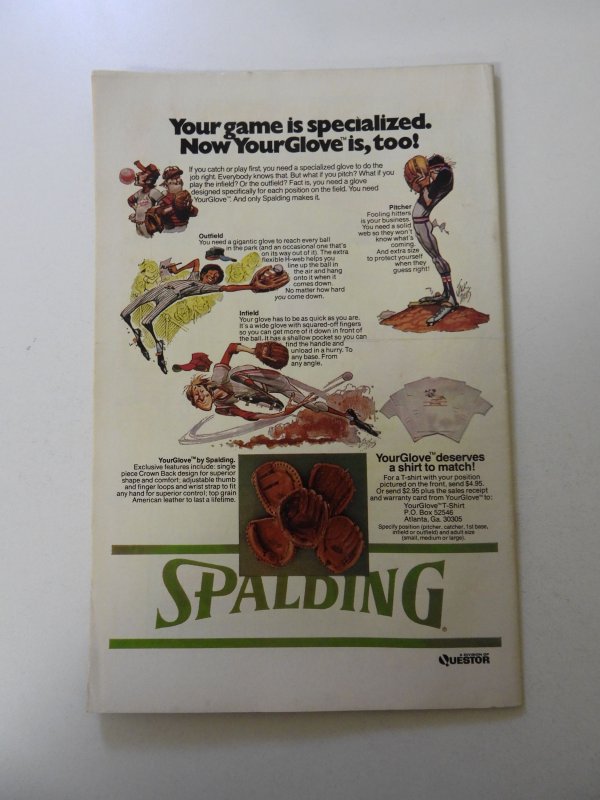 Your game is specialized.
Now YourGlove™ is, too!
If you catch or play first, you need a specialized glove to do the
job right. Everybody knows that. But what if you pitch? What if you
play the infield? Or the outfield? Fact is, you need a glove
designed specifically for each position on the field. You need
YourGlove™. And only Spalding makes it.
Pitcher
Fooling hitters
is your business.
You need a solid
web so they won't
know what's
coming.
And extra size
to protect yourself
when they
guess right!
Outfield
You need a gigantic glove to reach every ball
in the park (and an occasional one that's
on its way out of it). The extra
flexible H-web helps you
line up the ball in
the air and hang
onto it when it
comes down.
No matter how hard
you come down.
Infield
Your glove has to be as quick as you are.
It's a wide glove with squared-off fingers
so you can get more of it down in front of
the ball. It has a shallow pocket so you can
find the handle and
unload in a hurry. To
any base. From
any angle.
YourGlove™ by Spalding.
Exclusive features include: single
piece Crown Back design for superior
shape and comfort; adjustable thumb
and finger loops and wrist strap to fit
any hand for superior control; top grain
American leather to last a lifetime.
YourGlove™ deserves
a shirt to match!
For a T-shirt with your position
pictured on the front, send $4.95.
Or send $2.95 plus the sales receipt
and warranty card from YourGlove™ to:
YourGlove™ T-Shirt
P.O. Box 52546
Atlanta, Ga. 30305
Specify position (pitcher, catcher, 1st base,
infield or outfield) and adult size
(small, medium or large).
SPALDING®
A DIVISION OF
QUESTOR